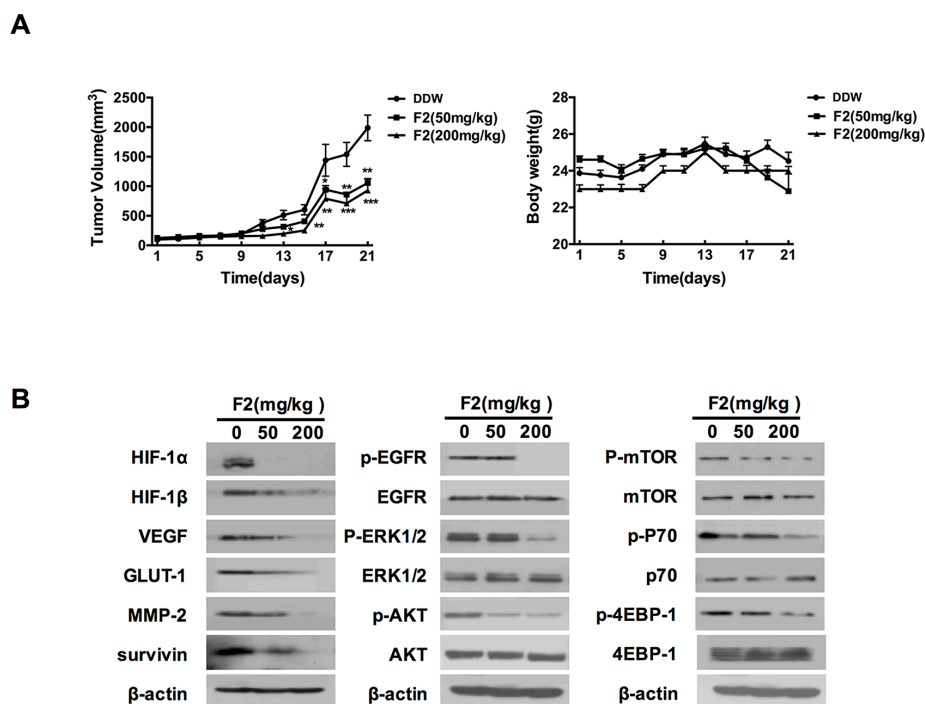 A
Tumor Volume(mm3)
2500
2000
1500
1000
500
0
1 5 9 13 17 21
Time(days)
DDW
F2(50mg/kg)
F2(200mg/kg)
* ** *** 
* ** ** *** **
Body weight(g)
28
26
24
22
20
1 5 9 13 17 21
Time(days)
DDW
F2(50mg/kg)
F2(200mg/kg)
B
F2(mg/kg )
0 50 200
HIF-1α
HIF-1β
VEGF
GLUT-1
MMP-2
survivin
β-actin
F2(mg/kg )
0 50 200
p-EGFR
EGFR
P-ERK1/2
ERK1/2
p-AKT
AKT
β-actin
F2(mg/kg )
0 50 200
P-mTOR
mTOR
p-P70
p70
p-4EBP-1
4EBP-1
β-actin